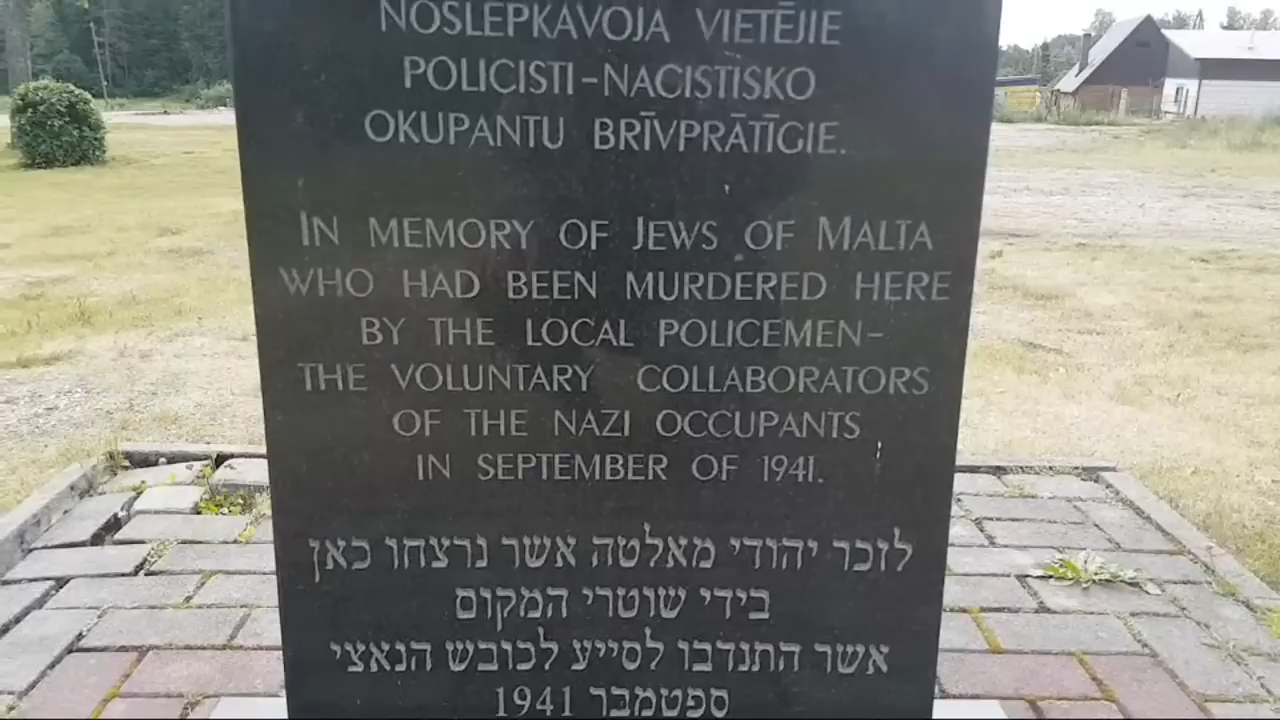 NOSLEPKAVOJA VIETĒJIE
POLICISTI-NACISTISKO
OKUPANTU BRĪVPRĀTĪGIE.
IN MEMORY OF JEWS OF MALTA
WHO HAD BEEN MURDERED HERE
BY THE LOCAL POLICEMEN-
THE VOLUNTARY COLLABORATORS
OF THE NAZI OCCUPANTS
IN SEPTEMBER OF 1941.
לזכר יהודי מאלטה אשר נרצחו כאן
בידי שוטרי המקום
אשר התנדבו לסייע לכובש הנאצי
ספטמבר 1941